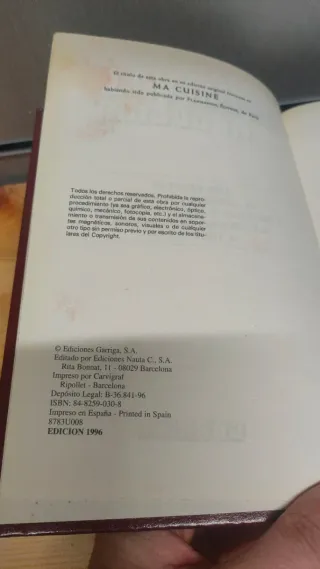 El título de esta obra en su edición original francesa es
MA CUISINE
habiendo sido publicada por Flammarion Editeur, de París
Todos los derechos reservados. Prohibida la repro-
ducción total o parcial de esta obra por cualquier
procedimiento (ya sea gráfico, electrónico, óptico,
químico, mecánico, fotocopia, etc.) y el almacena-
miento o transmisión de sus contenidos en sopor-
tes magnéticos, sonoros, visuales o de cualquier
otro tipo sin permiso previo y por escrito de los titu-
lares del Copyright.
© Ediciones Garriga, S.A.
Editado por Ediciones Nauta C., S.A.
Rita Bonnat, 11 - 08029 Barcelona
Impreso por Carvigraf
Ripollet - Barcelona
Depósito Legal: B-36.841-96
ISBN: 84-8259-030-8
Impreso en España - Printed in Spain
8783U008
EDICION 1996